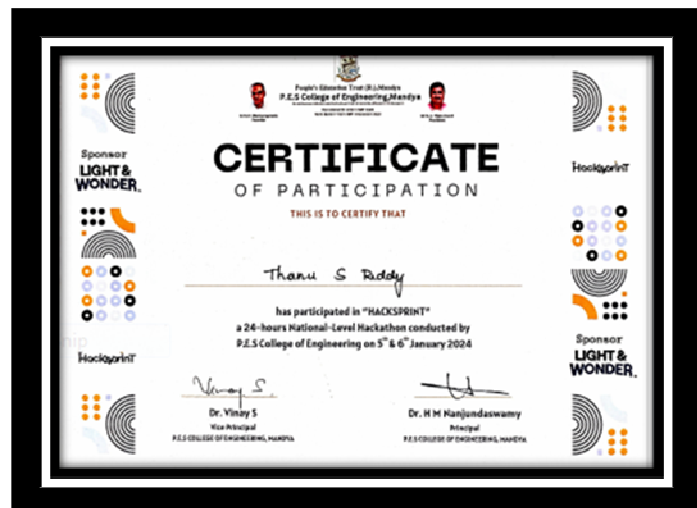 People's Education Trust (R.), Mandya
P.E.S College of Engineering, Mandya
CERTIFICATE
OF PARTICIPATION
THIS IS TO CERTIFY THAT
Thanu S Riddy
has participated in "HACKSPRINT"
a 24-hours National-Level Hackathon conducted by
P.E.S College of Engineering on 5th & 6th January 2024
Vinay S.
Dr. Vinay S
Vice Principal
P.E.S COLLEGE OF ENGINEERING, MANDYA
Dr. H M Nanjundaswamy
Principal
P.E.S COLLEGE OF ENGINEERING, MANDYA
Sponsor
LIGHT &
WONDER.
HacksprinT
HacksprinT
Sponsor
LIGHT &
WONDER.